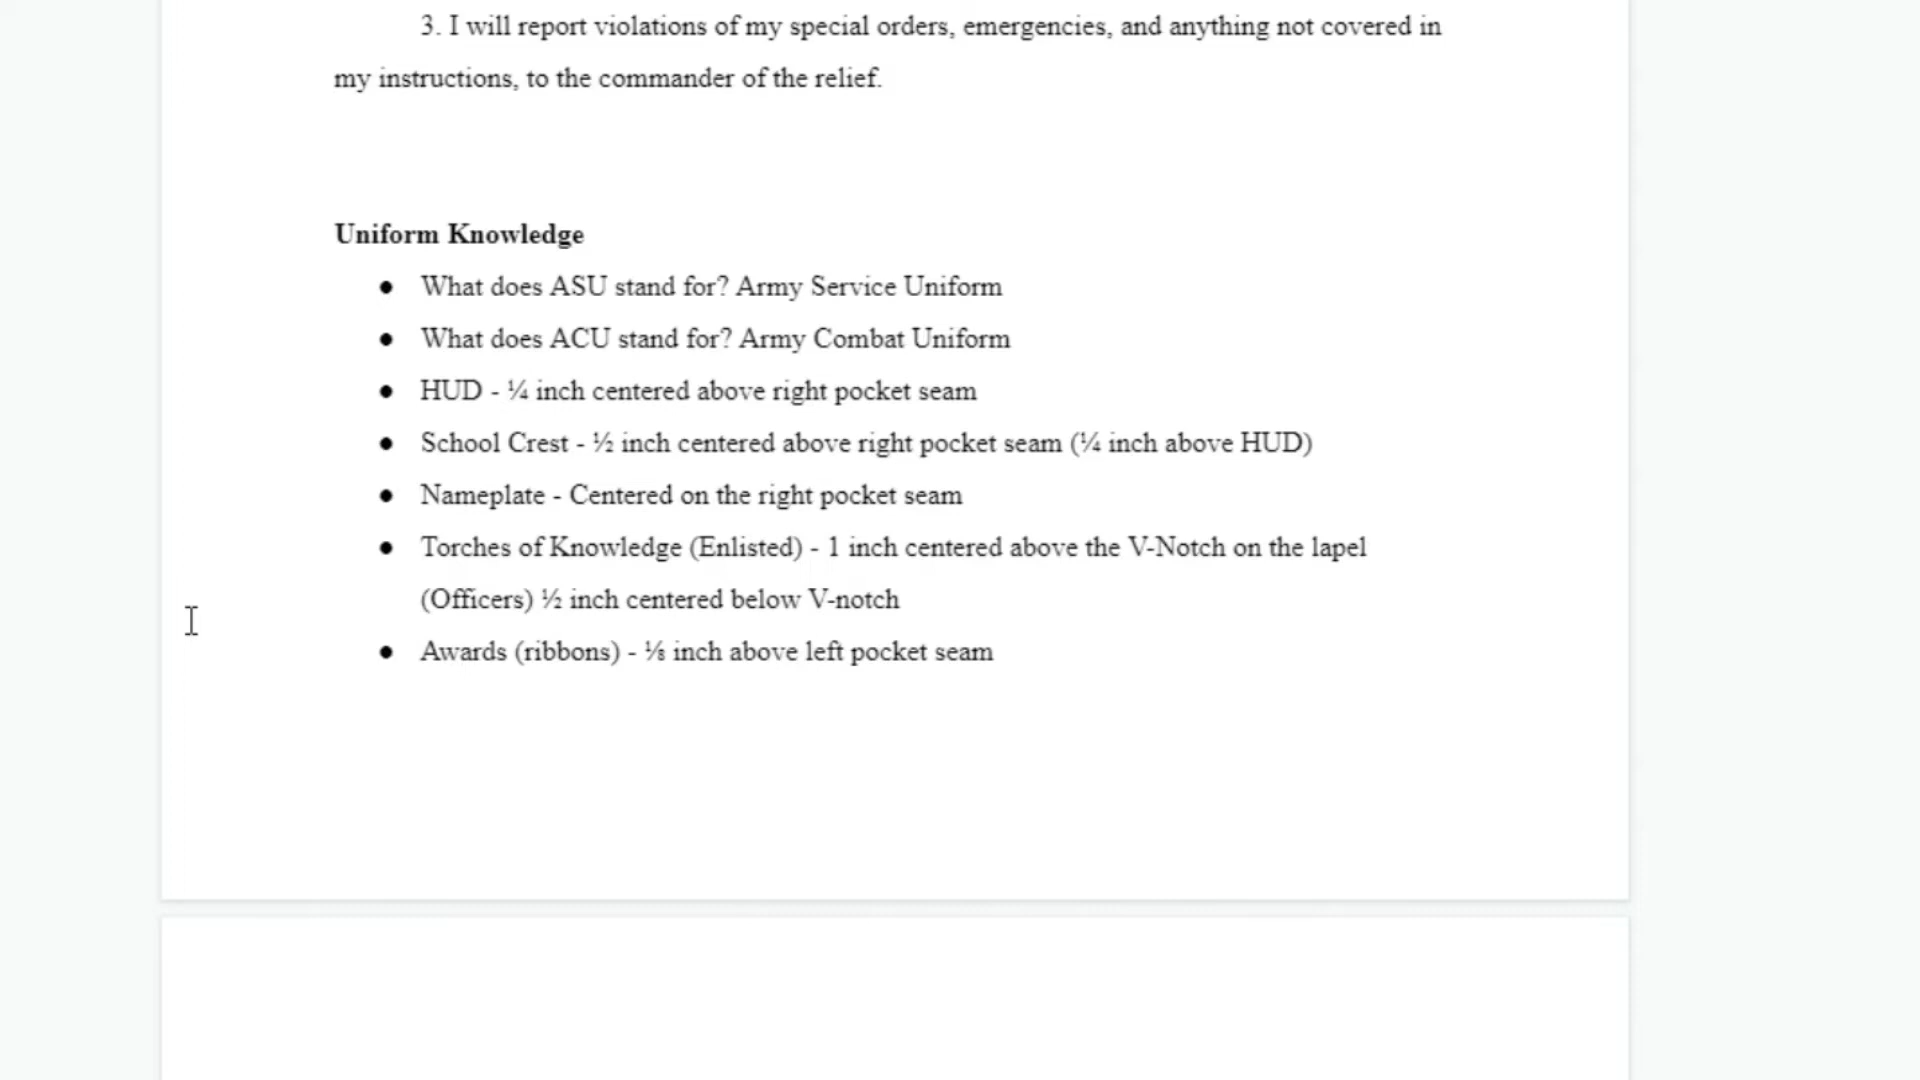 3. I will report violations of my special orders, emergencies, and anything not covered in
my instructions, to the commander of the relief.
Uniform Knowledge
● What does ASU stand for? Army Service Uniform
● What does ACU stand for? Army Combat Uniform
● HUD - ¼ inch centered above right pocket seam
● School Crest - ½ inch centered above right pocket seam (¼ inch above HUD)
● Nameplate - Centered on the right pocket seam
● Torches of Knowledge (Enlisted) - 1 inch centered above the V-Notch on the lapel
(Officers) ½ inch centered below V-notch
● Awards (ribbons) - ⅛ inch above left pocket seam